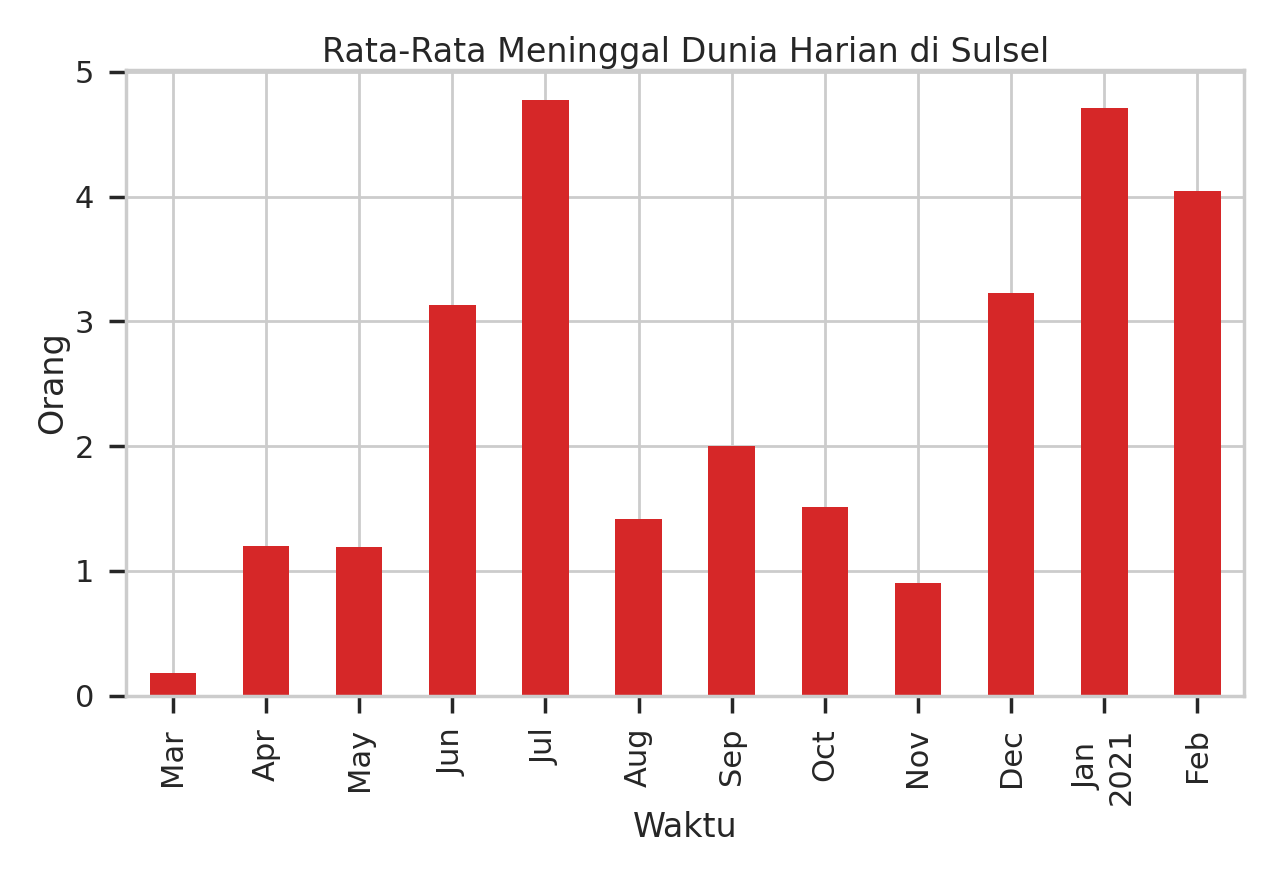 Rata-Rata Meninggal Dunia Harian di Sulsel
5
4
3
2
1
0
Orang
Mar
Apr
May
Jun
Jul
Aug
Sep
Oct
Nov
Dec
Jan
2021
Feb
Waktu